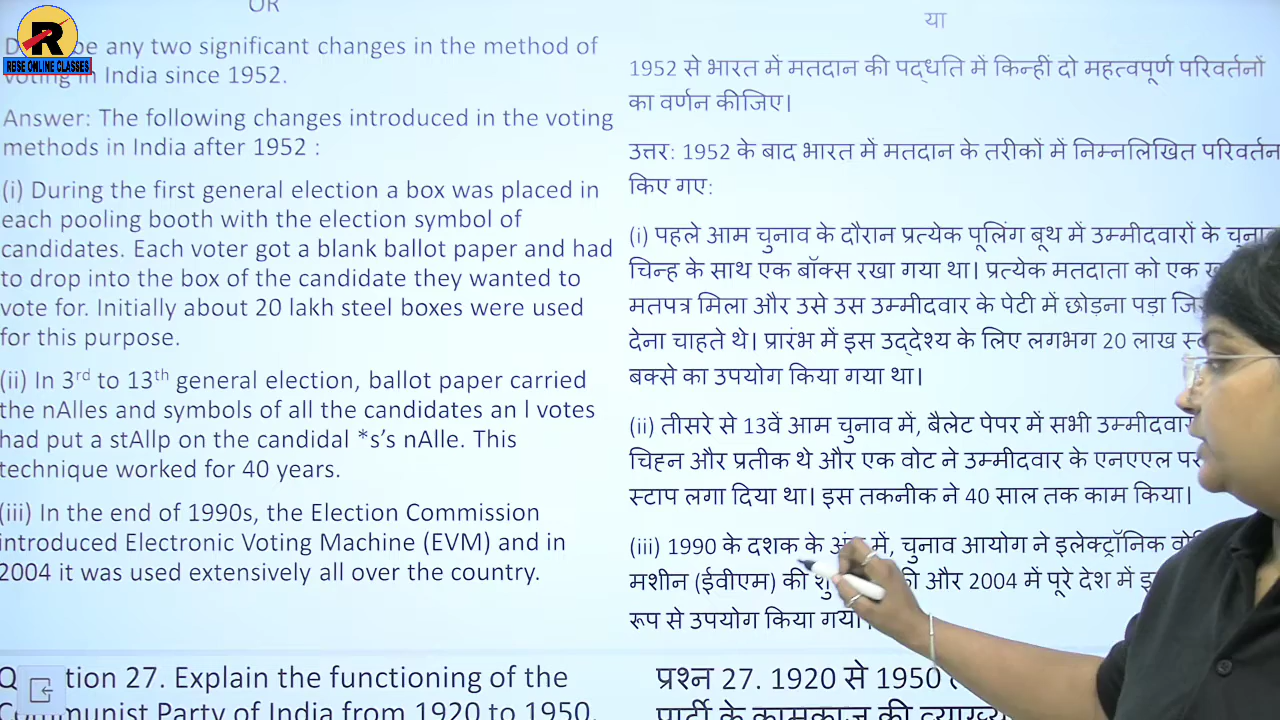 OR
R
RBSE ONLINE CLASSES
be any two significant changes in the method of
voting in India since 1952.
Answer: The following changes introduced in the voting
methods in India after 1952 :
(i) During the first general election a box was placed in
each pooling booth with the election symbol of
candidates. Each voter got a blank ballot paper and had
to drop into the box of the candidate they wanted to
vote for. Initially about 20 lakh steel boxes were used
for this purpose.
(ii) In 3rd to 13th general election, ballot paper carried
the nAlles and symbols of all the candidates an l votes
had put a stAllp on the candidal *s’s nAlle. This
technique worked for 40 years.
(iii) In the end of 1990s, the Election Commission
introduced Electronic Voting Machine (EVM) and in
2004 it was used extensively all over the country.
Question 27. Explain the functioning of the
Communist Party of India from 1920 to 1950.
या
1952 से भारत में मतदान की पद्धति में किन्हीं दो महत्वपूर्ण परिवर्तनों
का वर्णन कीजिए।
उत्तर: 1952 के बाद भारत में मतदान के तरीकों में निम्नलिखित परिवर्तन
किए गए:
(i) पहले आम चुनाव के दौरान प्रत्येक पूलिंग बूथ में उम्मीदवारों के चुनाव
चिन्ह के साथ एक बॉक्स रखा गया था। प्रत्येक मतदाता को एक
मतपत्र मिला और उसे उस उम्मीदवार के पेटी में छोड़ना पड़ा
देना चाहते थे। प्रारंभ में इस उद्देश्य के लिए लगभग 20 लाख
बक्से का उपयोग किया गया था।
(ii) तीसरे से 13वें आम चुनाव में, बैलेट पेपर में सभी
चिह्न और प्रतीक थे और एक वोट ने उम्मीदवार के एनएएल पर
स्टाप लगा दिया था। इस तकनीक ने 40 साल तक काम किया।
(iii) 1990 के दशक के अंत में, चुनाव आयोग ने इलेक्ट्रॉनिक
मशीन (ईवीएम) की और 2004 में पूरे देश में
रूप से उपयोग किया गया।
प्रश्न 27. 1920 से 1950
पार्टी के कामकाज की